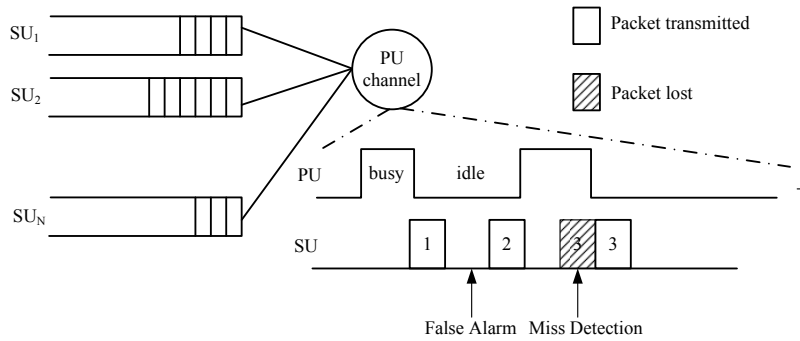 SU1
SU2
SUN
PU
channel
Packet transmitted
Packet lost
PU
busy
idle
SU
1
2
3
3
False Alarm
Miss Detection